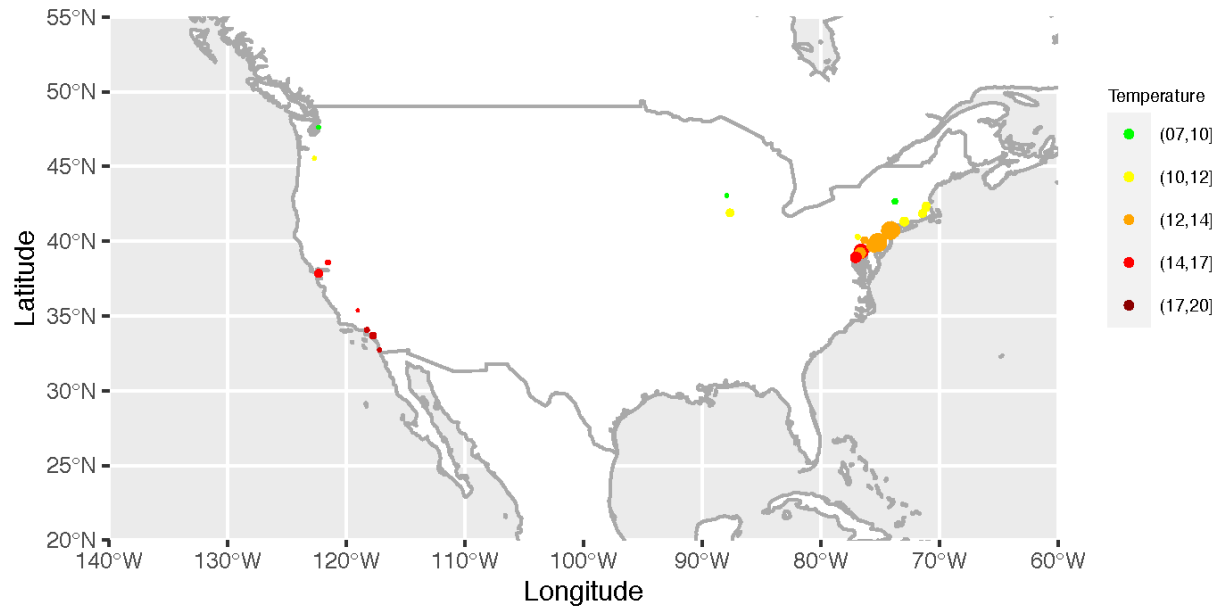 55°N
50°N
45°N
40°N
35°N
30°N
25°N
20°N
Latitude
140°W 130°W 120°W 110°W 100°W 90°W 80°W 70°W 60°W
Longitude
Temperature
(07,10]
(10,12]
(12,14]
(14,17]
(17,20]